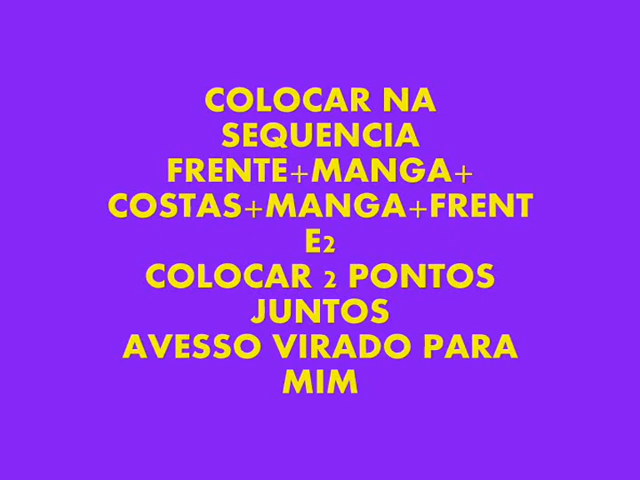 COLOCAR NA
SEQUENCIA
FRENTE+MANGA+
COSTAS+MANGA+FRENT
E2
COLOCAR 2 PONTOS
JUNTOS
AVESSO VIRADO PARA
MIM